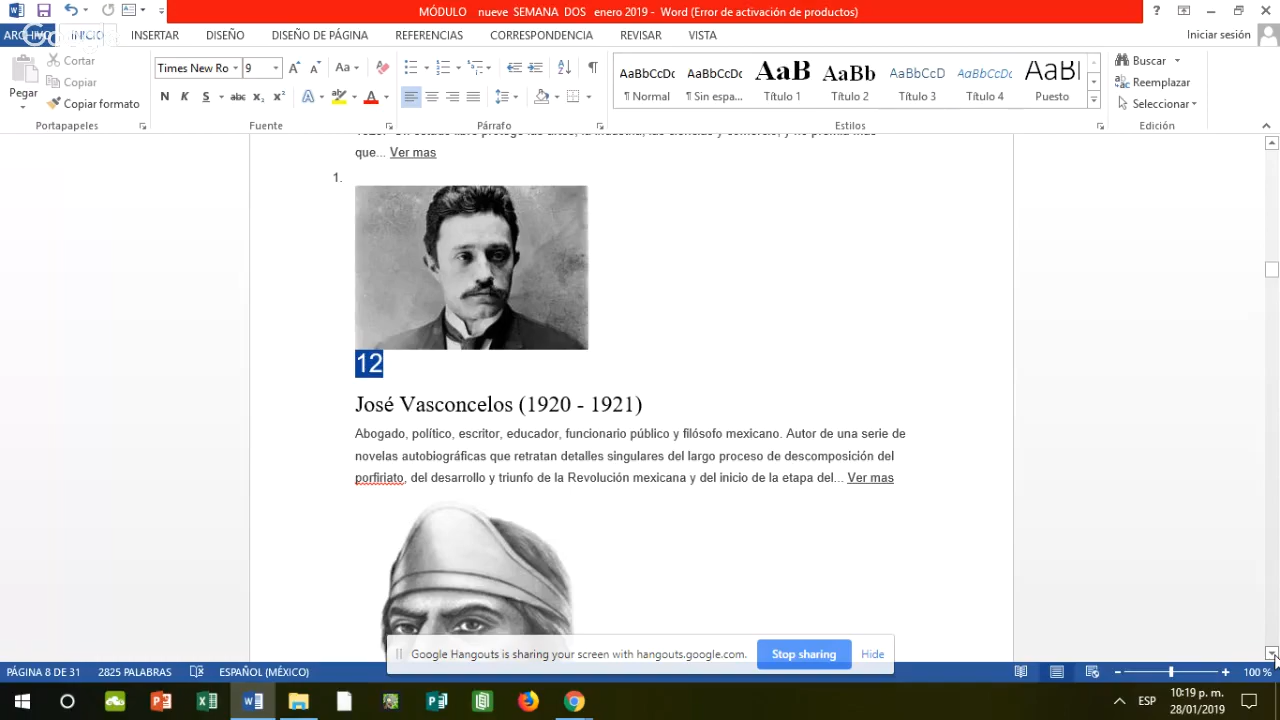 MÓDULO nueve SEMANA DOS enero 2019 - Word (Error de activación de productos)
ARCHIVO INICIO INSERTAR DISEÑO DISEÑO DE PÁGINA REFERENCIAS CORRESPONDENCIA REVISAR VISTA Iniciar sesión
Cortar
Copiar
Copiar formato
Pegar
Portapapeles
Times New Ro 9
N K S abc x₂ x²
Fuente
Párrafo
AaBbCcDc AaBbCcDc AaB AaBb AaBbCcD AaBbCcD AaBl
¶ Normal ¶ Sin espa... Título 1 Título 2 Título 3 Título 4 Puesto
Estilos
Buscar
Reemplazar
Seleccionar
Edición
que... Ver mas
1.
12
José Vasconcelos (1920 - 1921)
Abogado, político, escritor, educador, funcionario público y filósofo mexicano. Autor de una serie de
novelas autobiográficas que retratan detalles singulares del largo proceso de descomposición del
porfiriato, del desarrollo y triunfo de la Revolución mexicana y del inicio de la etapa del... Ver mas
Google Hangouts is sharing your screen with hangouts.google.com. Stop sharing Hide
PÁGINA 8 DE 31 2825 PALABRAS ESPAÑOL (MÉXICO) 100 %
ESP 10:19 p. m.
28/01/2019